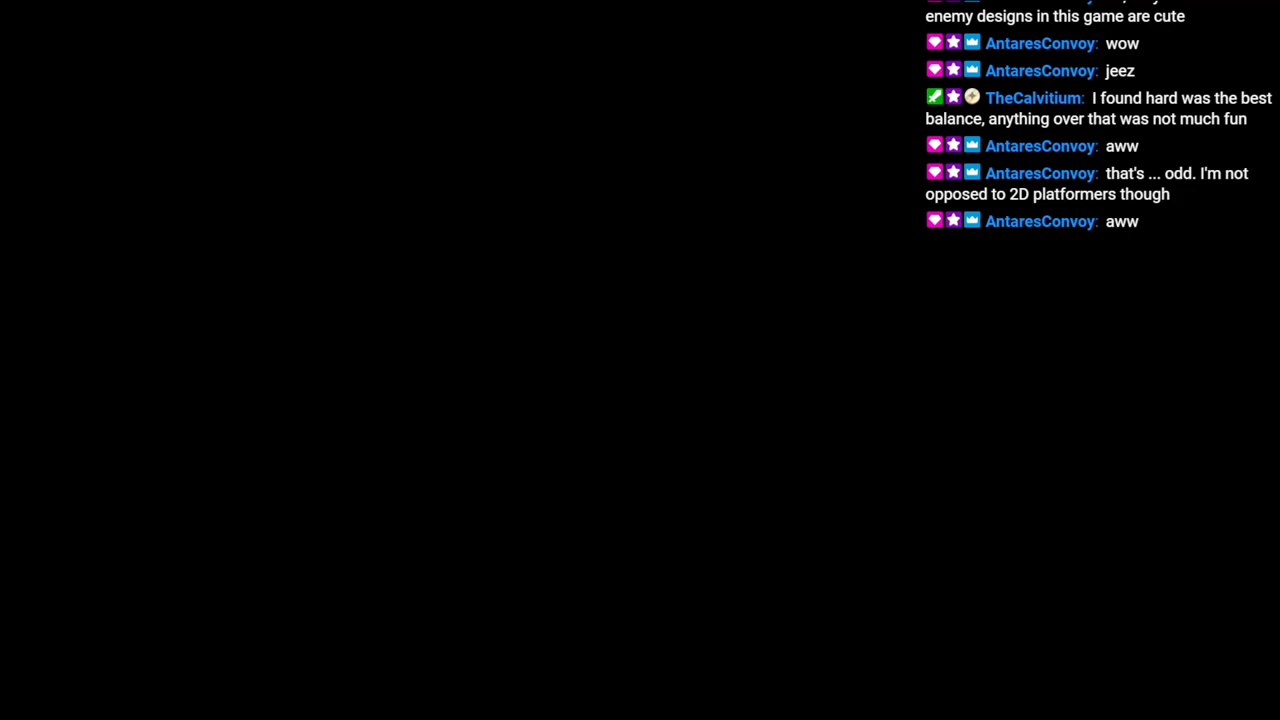 enemy designs in this game are cute
AntaresConvoy: wow
AntaresConvoy: jeez
TheCalvitium: I found hard was the best
balance, anything over that was not much fun
AntaresConvoy: aww
AntaresConvoy: that's ... odd. I'm not
opposed to 2D platformers though
AntaresConvoy: aww